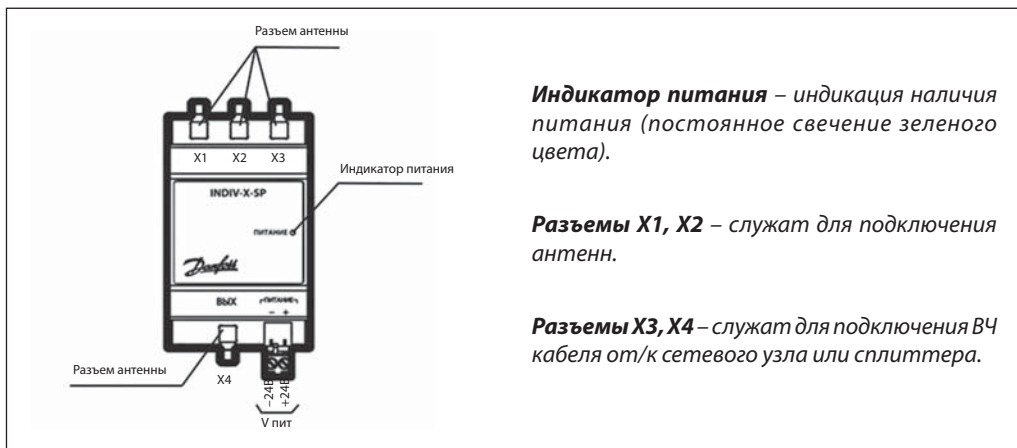 Разъем антенны
X1 X2 X3
Индикатор питания
INDIV-X-SP
ПИТАНИЕ
Danfoss
ВЫХ ПИТАНИЕ
– +
Разъем антенны
X4
–24В
+24В
V пит
Индикатор питания – индикация наличия
питания (постоянное свечение зеленого
цвета).
Разъемы X1, X2 – служат для подключения
антенн.
Разъемы X3, X4 – служат для подключения ВЧ
кабеля от/к сетевого узла или сплиттера.